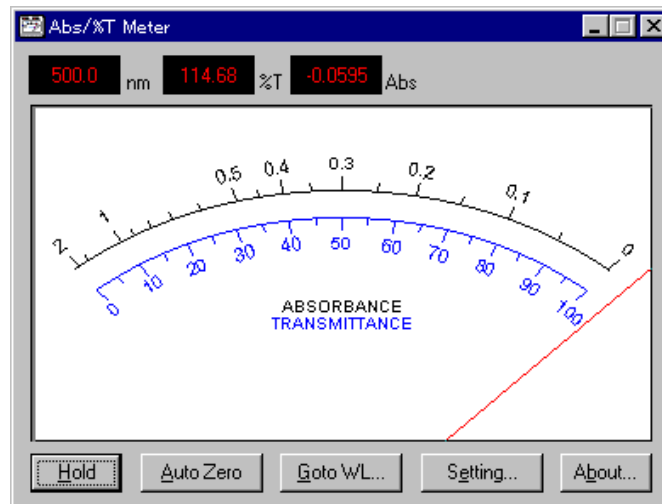 Abs/%T Meter
500.0 nm 114.68 %T -0.0595 Abs
2 1 0.5 0.4 0.3 0.2 0.1 0
0 10 20 30 40 50 60 70 80 90 100
ABSORBANCE
TRANSMITTANCE
Hold Auto Zero Goto WL... Setting... About...